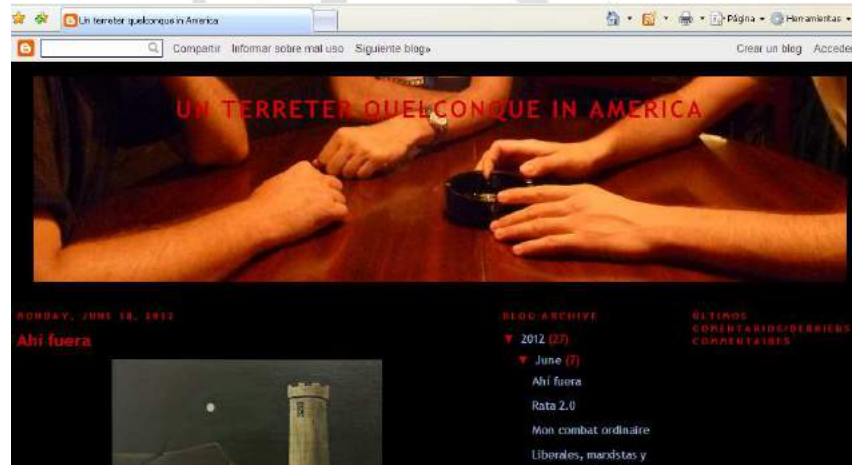 Un terreter quelconque in America
Página
Herramientas
Compartir Informar sobre mal uso Siguiente blog»
Crear un blog Acceder
UN TERRETER QUELCONQUE IN AMERICA
MONDAY, JUNE 18, 2012
Ahí fuera
BLOG ARCHIVE
▼ 2012 (27)
▼ June (7)
Ahí fuera
Rata 2.0
Mon combat ordinaire
Liberales, marxistas y
ÚLTIMOS
COMENTARIOS/DERNIERS
COMMENTAIRES